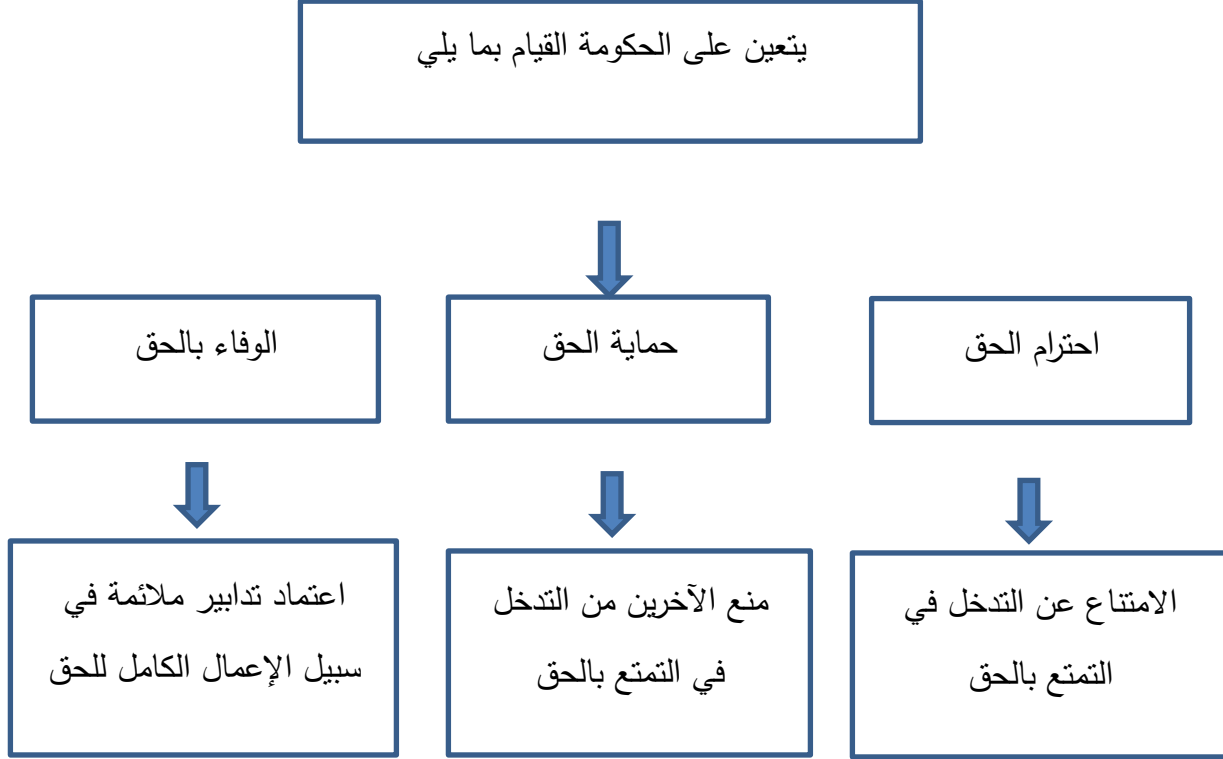 يتعين على الحكومة القيام بما يلي
احترام الحق
حماية الحق
الوفاء بالحق
الامتناع عن التدخل في
التمتع بالحق
منع الآخرين من التدخل
في التمتع بالحق
اعتماد تدابير ملائمة في
سبيل الإعمال الكامل للحق